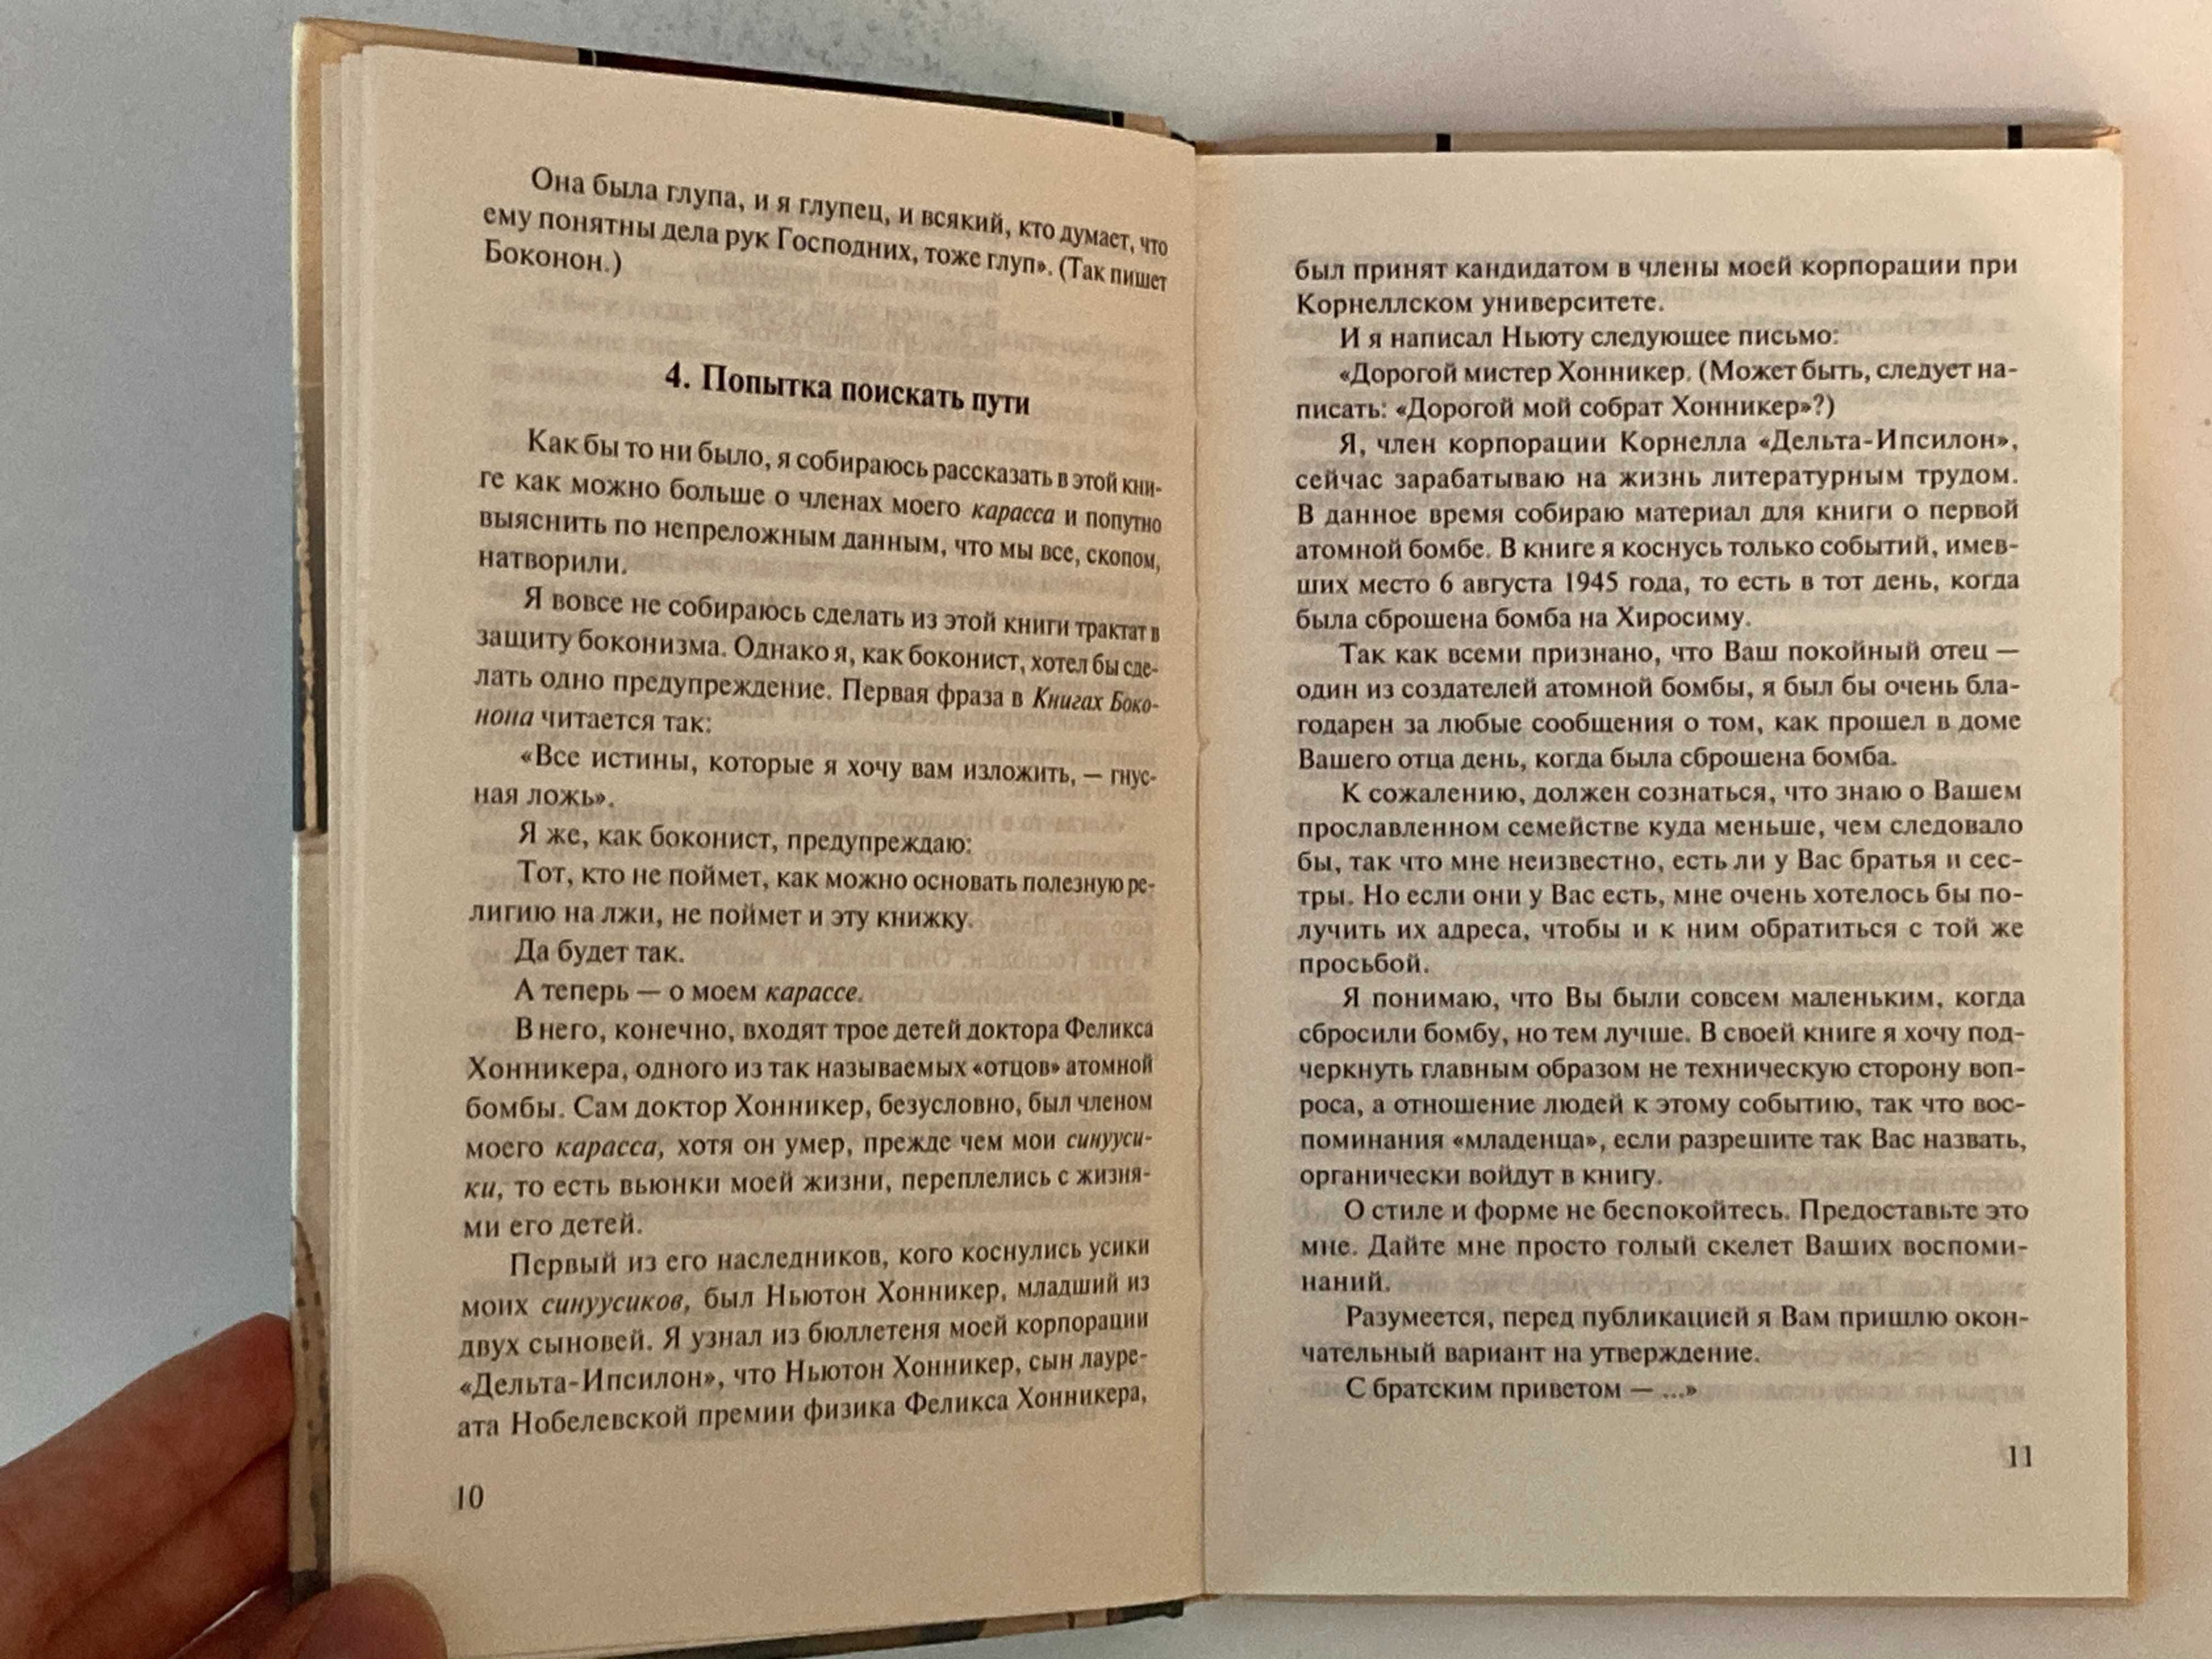 Она была глупа, и я глупец, и всякий, кто думает, что
ему понятны дела рук Господних, тоже глуп». (Так пишет
Боконон.)
4. Попытка поискать пути
Как бы то ни было, я собираюсь рассказать в этой кни-
ге как можно больше о членах моего карасса и попутно
выяснить по непреложным данным, что мы все, скопом,
натворили.
Я вовсе не собираюсь сделать из этой книги трактат в
защиту боконизма. Однако я, как боконист, хотел бы сде-
лать одно предупреждение. Первая фраза в Книгах Боко-
нона читается так:
«Все истины, которые я хочу вам изложить, — гнус-
ная ложь».
Я же, как боконист, предупреждаю:
Тот, кто не поймет, как можно основать полезную ре-
лигию на лжи, не поймет и эту книжку.
Да будет так.
А теперь — о моем карассе.
В него, конечно, входят трое детей доктора Феликса
Хонникера, одного из так называемых «отцов» атомной
бомбы. Сам доктор Хонникер, безусловно, был членом
моего карасса, хотя он умер, прежде чем мои синууси-
ки, то есть вьюнки моей жизни, переплелись с жизня-
ми его детей.
Первый из его наследников, кого коснулись усики
моих синуусиков, был Ньютон Хонникер, младший из
двух сыновей. Я узнал из бюллетеня моей корпорации
«Дельта-Ипсилон», что Ньютон Хонникер, сын лауре-
ата Нобелевской премии физика Феликса Хонникера,
10
был принят кандидатом в члены моей корпорации при
Корнеллском университете.
И я написал Ньюту следующее письмо:
«Дорогой мистер Хонникер. (Может быть, следует на-
писать: «Дорогой мой собрат Хонникер»?)
Я, член корпорации Корнелла «Дельта-Ипсилон»,
сейчас зарабатываю на жизнь литературным трудом.
В данное время собираю материал для книги о первой
атомной бомбе. В книге я коснусь только событий, имев-
ших место 6 августа 1945 года, то есть в тот день, когда
была сброшена бомба на Хиросиму.
Так как всеми признано, что Ваш покойный отец —
один из создателей атомной бомбы, я был бы очень бла-
годарен за любые сообщения о том, как прошел в доме
Вашего отца день, когда была сброшена бомба.
К сожалению, должен сознаться, что знаю о Вашем
прославленном семействе куда меньше, чем следовало
бы, так что мне неизвестно, есть ли у Вас братья и сес-
тры. Но если они у Вас есть, мне очень хотелось бы по-
лучить их адреса, чтобы и к ним обратиться с той же
просьбой.
Я понимаю, что Вы были совсем маленьким, когда
сбросили бомбу, но тем лучше. В своей книге я хочу под-
черкнуть главным образом не техническую сторону воп-
роса, а отношение людей к этому событию, так что вос-
поминания «младенца», если разрешите так Вас назвать,
органически войдут в книгу.
О стиле и форме не беспокойтесь. Предоставьте это
мне. Дайте мне просто голый скелет Ваших воспоми-
наний.
Разумеется, перед публикацией я Вам пришлю окон-
чательный вариант на утверждение.
С братским приветом — ...»
11